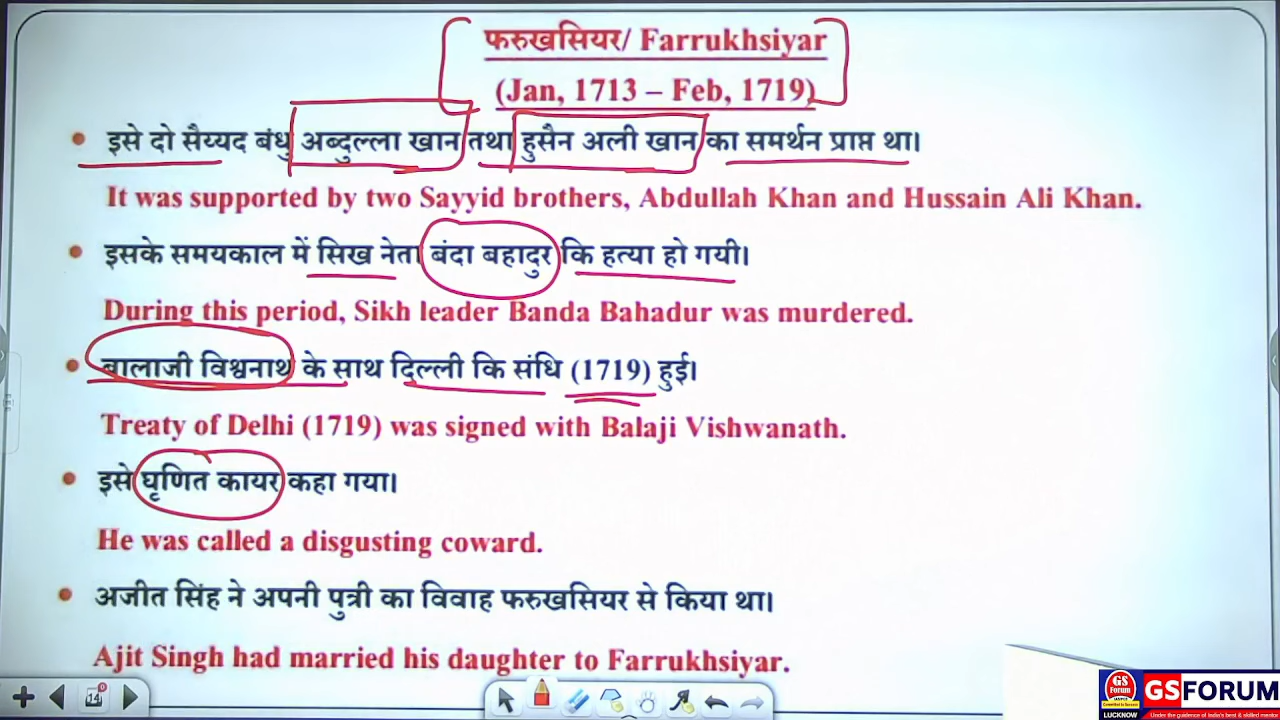 फरुखसियर/ Farrukhsiyar
(Jan, 1713 – Feb, 1719)
• इसे दो सैय्यद बंधु अब्दुल्ला खान तथा हुसैन अली खान का समर्थन प्राप्त था।
It was supported by two Sayyid brothers, Abdullah Khan and Hussain Ali Khan.
• इसके समयकाल में सिख नेता बंदा बहादुर कि हत्या हो गयी।
During this period, Sikh leader Banda Bahadur was murdered.
• बालाजी विश्वनाथ के साथ दिल्ली कि संधि (1719) हुई।
Treaty of Delhi (1719) was signed with Balaji Vishwanath.
• इसे घृणित कायर कहा गया।
He was called a disgusting coward.
• अजीत सिंह ने अपनी पुत्री का विवाह फरुखसियर से किया था।
Ajit Singh had married his daughter to Farrukhsiyar.
14
GS
Forum
LUCKNOW
GSFORUM